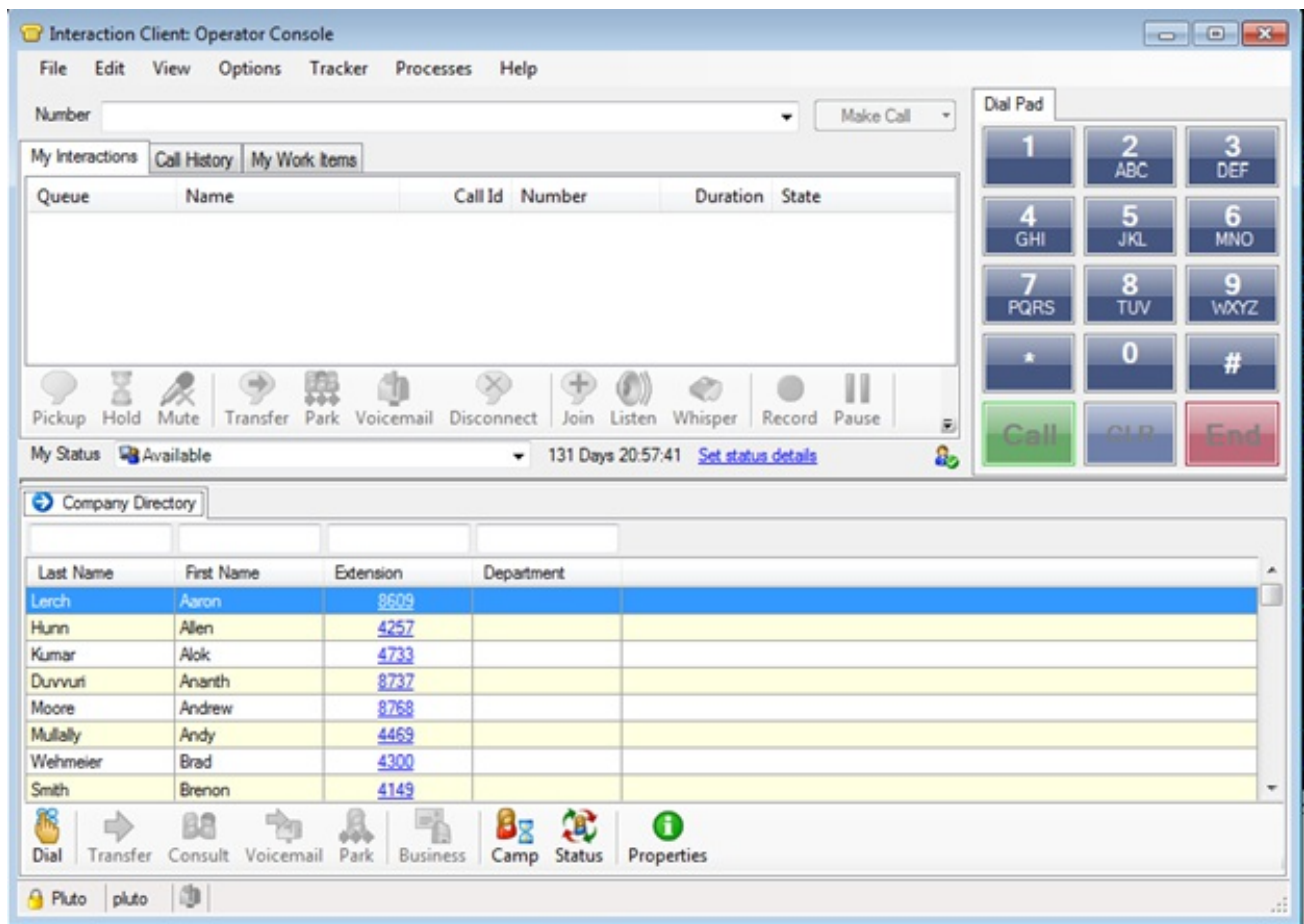 Interaction Client: Operator Console
File Edit View Options Tracker Processes Help
Number Make Call
My Interactions Call History My Work Items
Queue Name Call Id Number Duration State
Pickup Hold Mute Transfer Park Voicemail Disconnect Join Listen Whisper Record Pause
My Status Available 131 Days 20:57:41 Set status details
Dial Pad
1 2 3
ABC DEF
4 5 6
GHI JKL MNO
7 8 9
PQRS TUV WXYZ
* 0 #
Call CLR End
Company Directory
Last Name First Name Extension Department
Lerch Aaron 8609
Hunn Allen 4257
Kumar Alok 4733
Duvvuri Ananth 8737
Moore Andrew 8768
Mullally Andy 4469
Wehmeier Brad 4300
Smith Brenon 4149
Dial Transfer Consult Voicemail Park Business Camp Status Properties
Pluto pluto